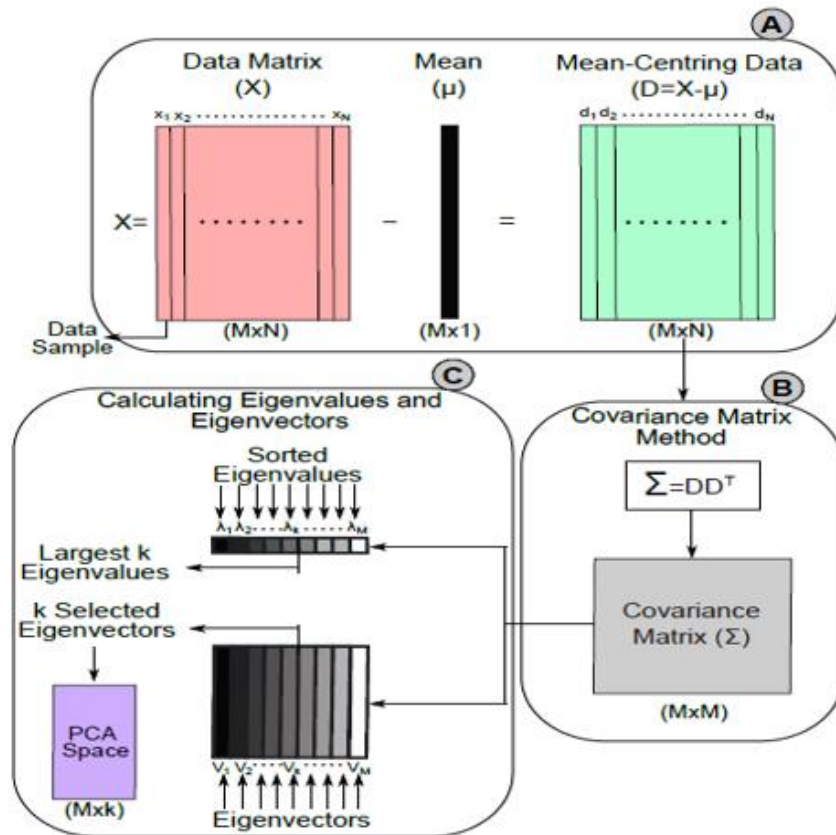 A
Data Matrix
(X)
Mean
(μ)
Mean-Centring Data
(D=X-μ)
x₁ x₂ - - - - - - - - - - - - - - - x_N
d₁ d₂ - - - - - - - - - - - - - - - d_N
X=
. . . . . . . .
-
=
. . . . . . . .
Data
Sample
(MxN)
(Mx1)
(MxN)
C
Calculating Eigenvalues and
Eigenvectors
Sorted
Eigenvalues
λ₁ λ₂ - - - - - λₖ - - - - - - λ_M
Largest k
Eigenvalues
k Selected
Eigenvectors
PCA
Space
(Mxk)
V₁ V₂ - - - - - Vₖ - - - - - - V_M
Eigenvectors
B
Covariance Matrix
Method
Σ=DDᵀ
Covariance
Matrix (Σ)
(MxM)